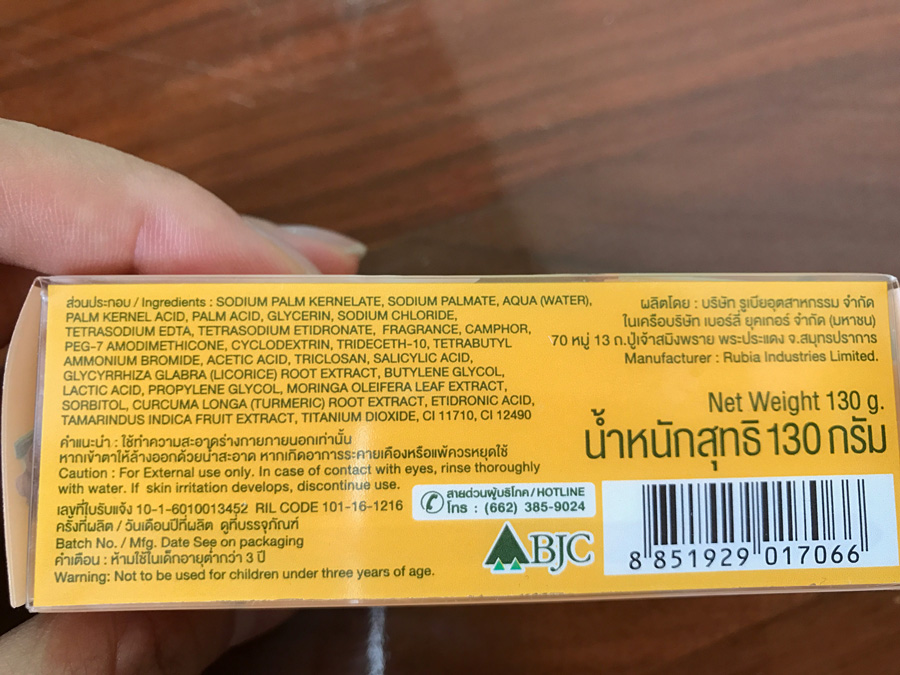 ส่วนประกอบ / Ingredients : SODIUM PALM KERNELATE, SODIUM PALMATE, AQUA (WATER),
PALM KERNEL ACID, PALM ACID, GLYCERIN, SODIUM CHLORIDE,
TETRASODIUM EDTA, TETRASODIUM ETIDRONATE, FRAGRANCE, CAMPHOR,
PEG-7 AMODIMETHICONE, CYCLODEXTRIN, TRIDECETH-10, TETRABUTYL
AMMONIUM BROMIDE, ACETIC ACID, TRICLOSAN, SALICYLIC ACID,
GLYCYRRHIZA GLABRA (LICORICE) ROOT EXTRACT, BUTYLENE GLYCOL,
LACTIC ACID, PROPYLENE GLYCOL, MORINGA OLEIFERA LEAF EXTRACT,
SORBITOL, CURCUMA LONGA (TURMERIC) ROOT EXTRACT, ETIDRONIC ACID,
TAMARINDUS INDICA FRUIT EXTRACT, TITANIUM DIOXIDE, CI 11710, CI 12490
คำแนะนำ : ใช้ทำความสะอาดร่างกายภายนอกเท่านั้น
หากเข้าตาให้ล้างออกด้วยน้ำสะอาด หากเกิดอาการระคายเคืองหรือแพ้ควรหยุดใช้
Caution : For External use only. In case of contact with eyes, rinse thoroughly
with water. If skin irritation develops, discontinue use.
เลขที่ใบรับแจ้ง 10-1-6010013452 RIL CODE 101-16-1216
ครั้งที่ผลิต / วันเดือนปีที่ผลิต ดูที่บรรจุภัณฑ์
Batch No. / Mfg. Date See on packaging
คำเตือน : ห้ามใช้ในเด็กอายุต่ำกว่า 3 ปี
Warning: Not to be used for children under three years of age.
ผลิตโดย : บริษัท รูเบียอุตสาหกรรม จำกัด
ในเครือบริษัท เบอร์ลี่ ยุคเกอร์ จำกัด (มหาชน)
70 หมู่ 13 ถ.ปู่เจ้าสมิงพราย พระประแดง จ.สมุทรปราการ
Manufacturer : Rubia Industries Limited.
Net Weight 130 g.
น้ำหนักสุทธิ 130 กรัม
สายด่วนผู้บริโภค/HOTLINE
โทร : (662) 385-9024
BJC
8 851929 017066